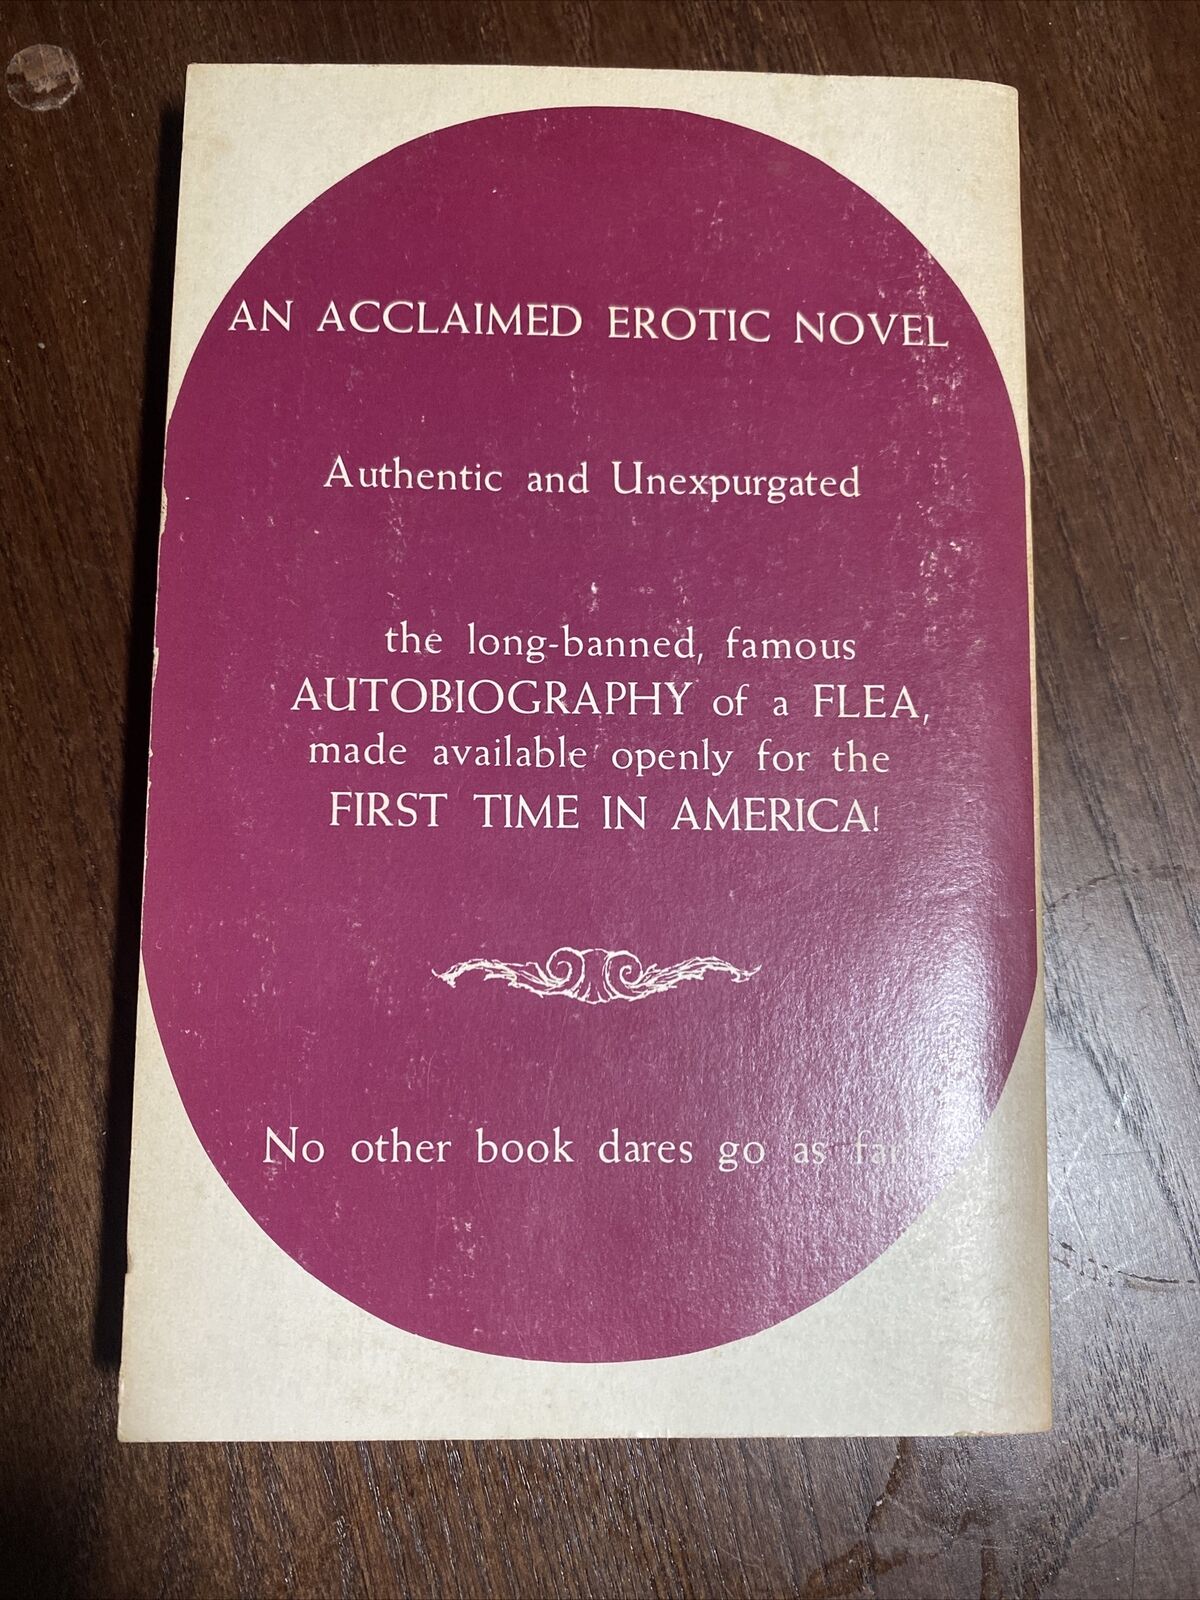 AN ACCLAIMED EROTIC NOVEL
Authentic and Unexpurgated
the long-banned, famous
AUTOBIOGRAPHY of a FLEA,
made available openly for the
FIRST TIME IN AMERICA!
No other book dares go as far